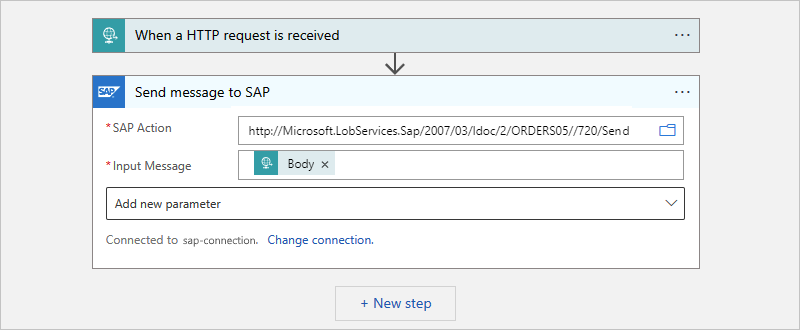 When a HTTP request is received ...
SAP Send message to SAP ...
* SAP Action http://Microsoft.LobServices.Sap/2007/03/Idoc/2/ORDERS05//720/Send
* Input Message Body ×
Add new parameter
Connected to sap-connection. Change connection.
+ New step